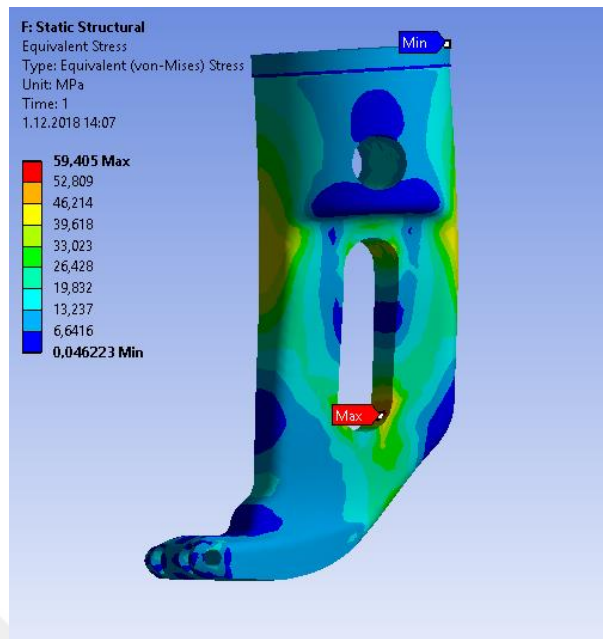 F: Static Structural
Equivalent Stress
Type: Equivalent (von-Mises) Stress
Unit: MPa
Time: 1
1.12.2018 14:07
59,405 Max
52,809
46,214
39,618
33,023
26,428
19,832
13,237
6,6416
0,046223 Min
Min
Max